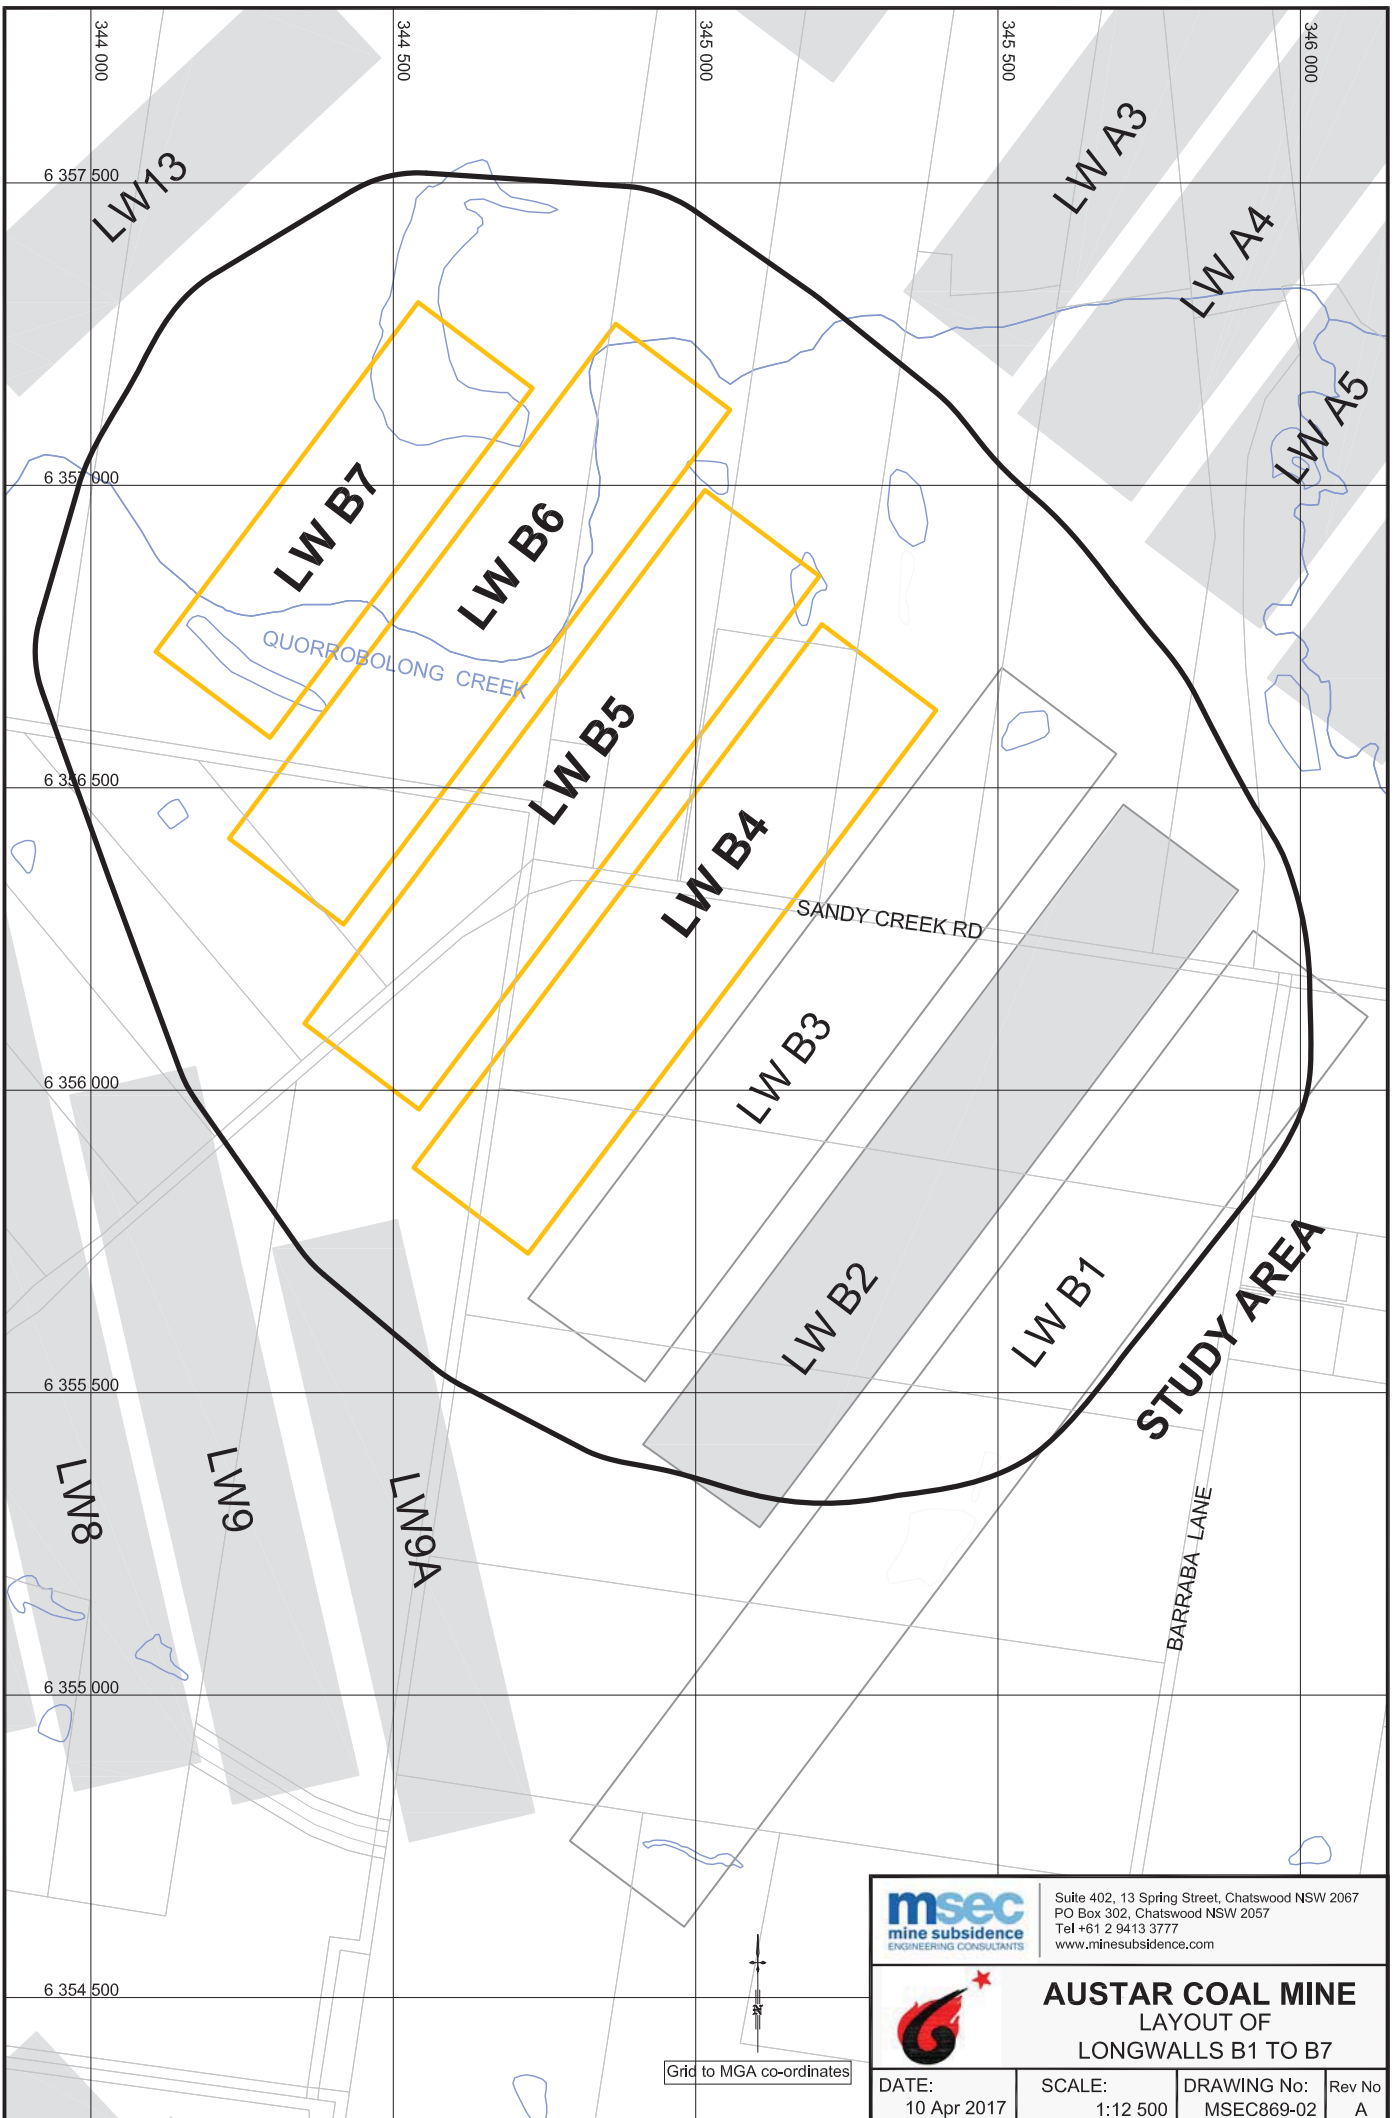 344 000
344 500
345 000
345 500
346 000
6 357 500
6 357 000
6 356 500
6 356 000
6 355 500
6 355 000
6 354 500
LW13
LW A3
LW A4
LW A5
LW B7
LW B6
QUORROBOLONG CREEK
LW B5
LW B4
SANDY CREEK RD
LW B3
LW B2
LW B1
STUDY AREA
LW8
LW9
LW9A
BARRABA LANE
N
Grid to MGA co-ordinates
msec
mine subsidence
ENGINEERING CONSULTANTS
Suite 402, 13 Spring Street, Chatswood NSW 2067
PO Box 302, Chatswood NSW 2057
Tel +61 2 9413 3777
www.minesubsidence.com
AUSTAR COAL MINE
LAYOUT OF
LONGWALLS B1 TO B7
DATE:
10 Apr 2017
SCALE:
1:12 500
DRAWING No:
MSEC869-02
Rev No
A